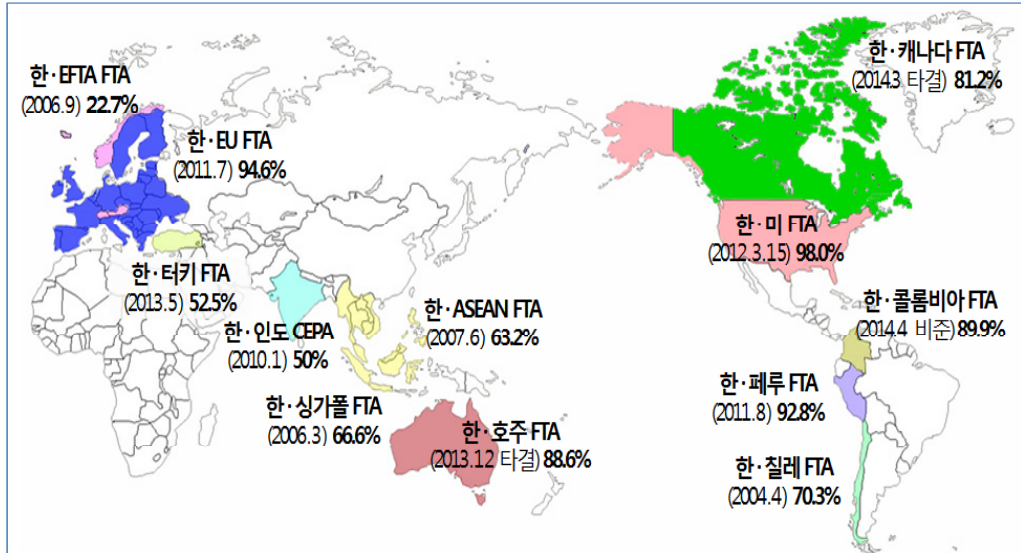 한·EFTA FTA
(2006.9) 22.7%
한·EU FTA
(2011.7) 94.6%
한·터키 FTA
(2013.5) 52.5%
한·인도 CEPA
(2010.1) 50%
한·ASEAN FTA
(2007.6) 63.2%
한·싱가폴 FTA
(2006.3) 66.6%
한·호주 FTA
(2013.12 타결) 88.6%
한·캐나다 FTA
(2014.3 타결) 81.2%
한·미 FTA
(2012.3.15) 98.0%
한·콜롬비아 FTA
(2014.4 비준) 89.9%
한·페루 FTA
(2011.8) 92.8%
한·칠레 FTA
(2004.4) 70.3%